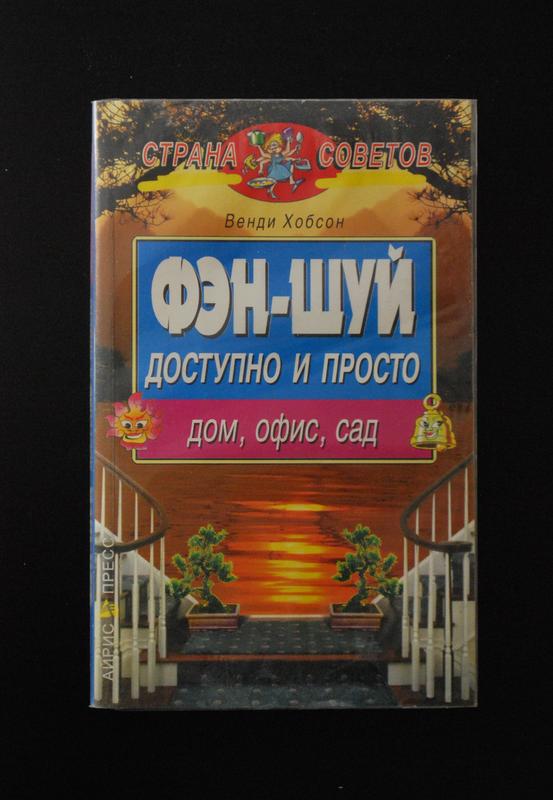 СТРАНА СОВЕТОВ
Венди Хобсон
ФЭН-ШУЙ
ДОСТУПНО И ПРОСТО
дом, офис, сад
АЙРИС ПРЕСС